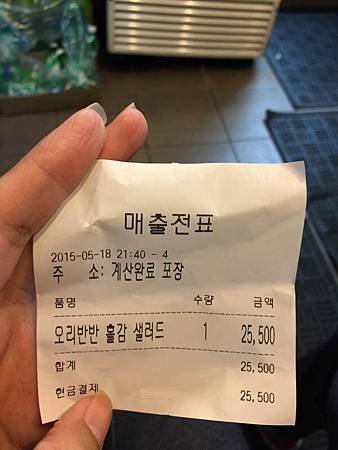 매출전표
2015-05-18 21:40 - 4
주 소: 계산완료 포장
품명 수량 금액
오리반반 홀감 샐러드 1 25,500
합계 25,500
현금결제 25,500